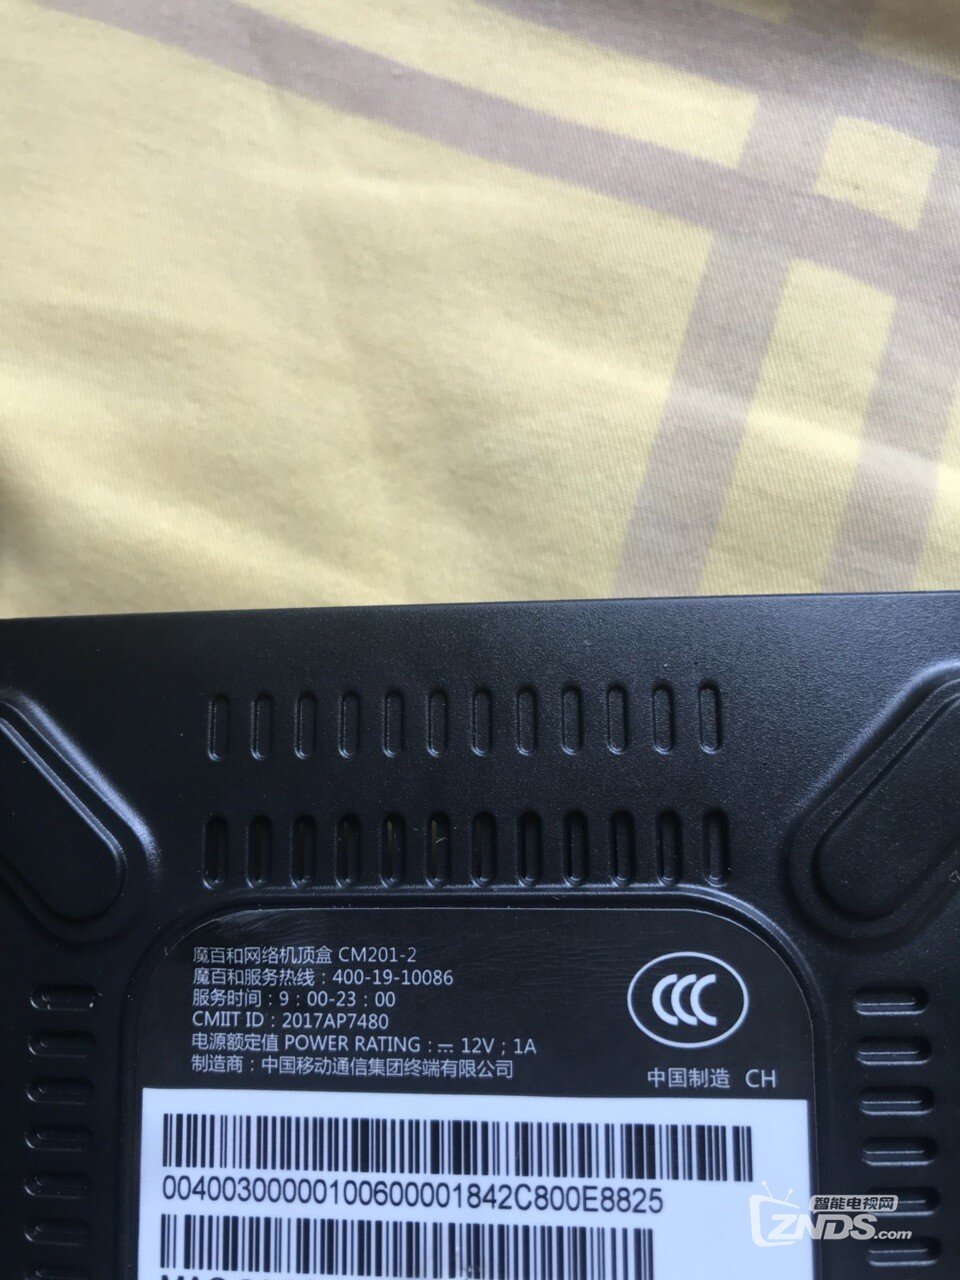 魔百和网络机顶盒 CM201-2
魔百和服务热线：400-19-10086
服务时间：9：00-23：00
CMIIT ID：2017AP7480
电源额定值 POWER RATING：⎓ 12V；1A
制造商：中国移动通信集团终端有限公司
CCC
中国制造 CH
00400300000100600001842C800E8825
智能电视网
ZNDS.com